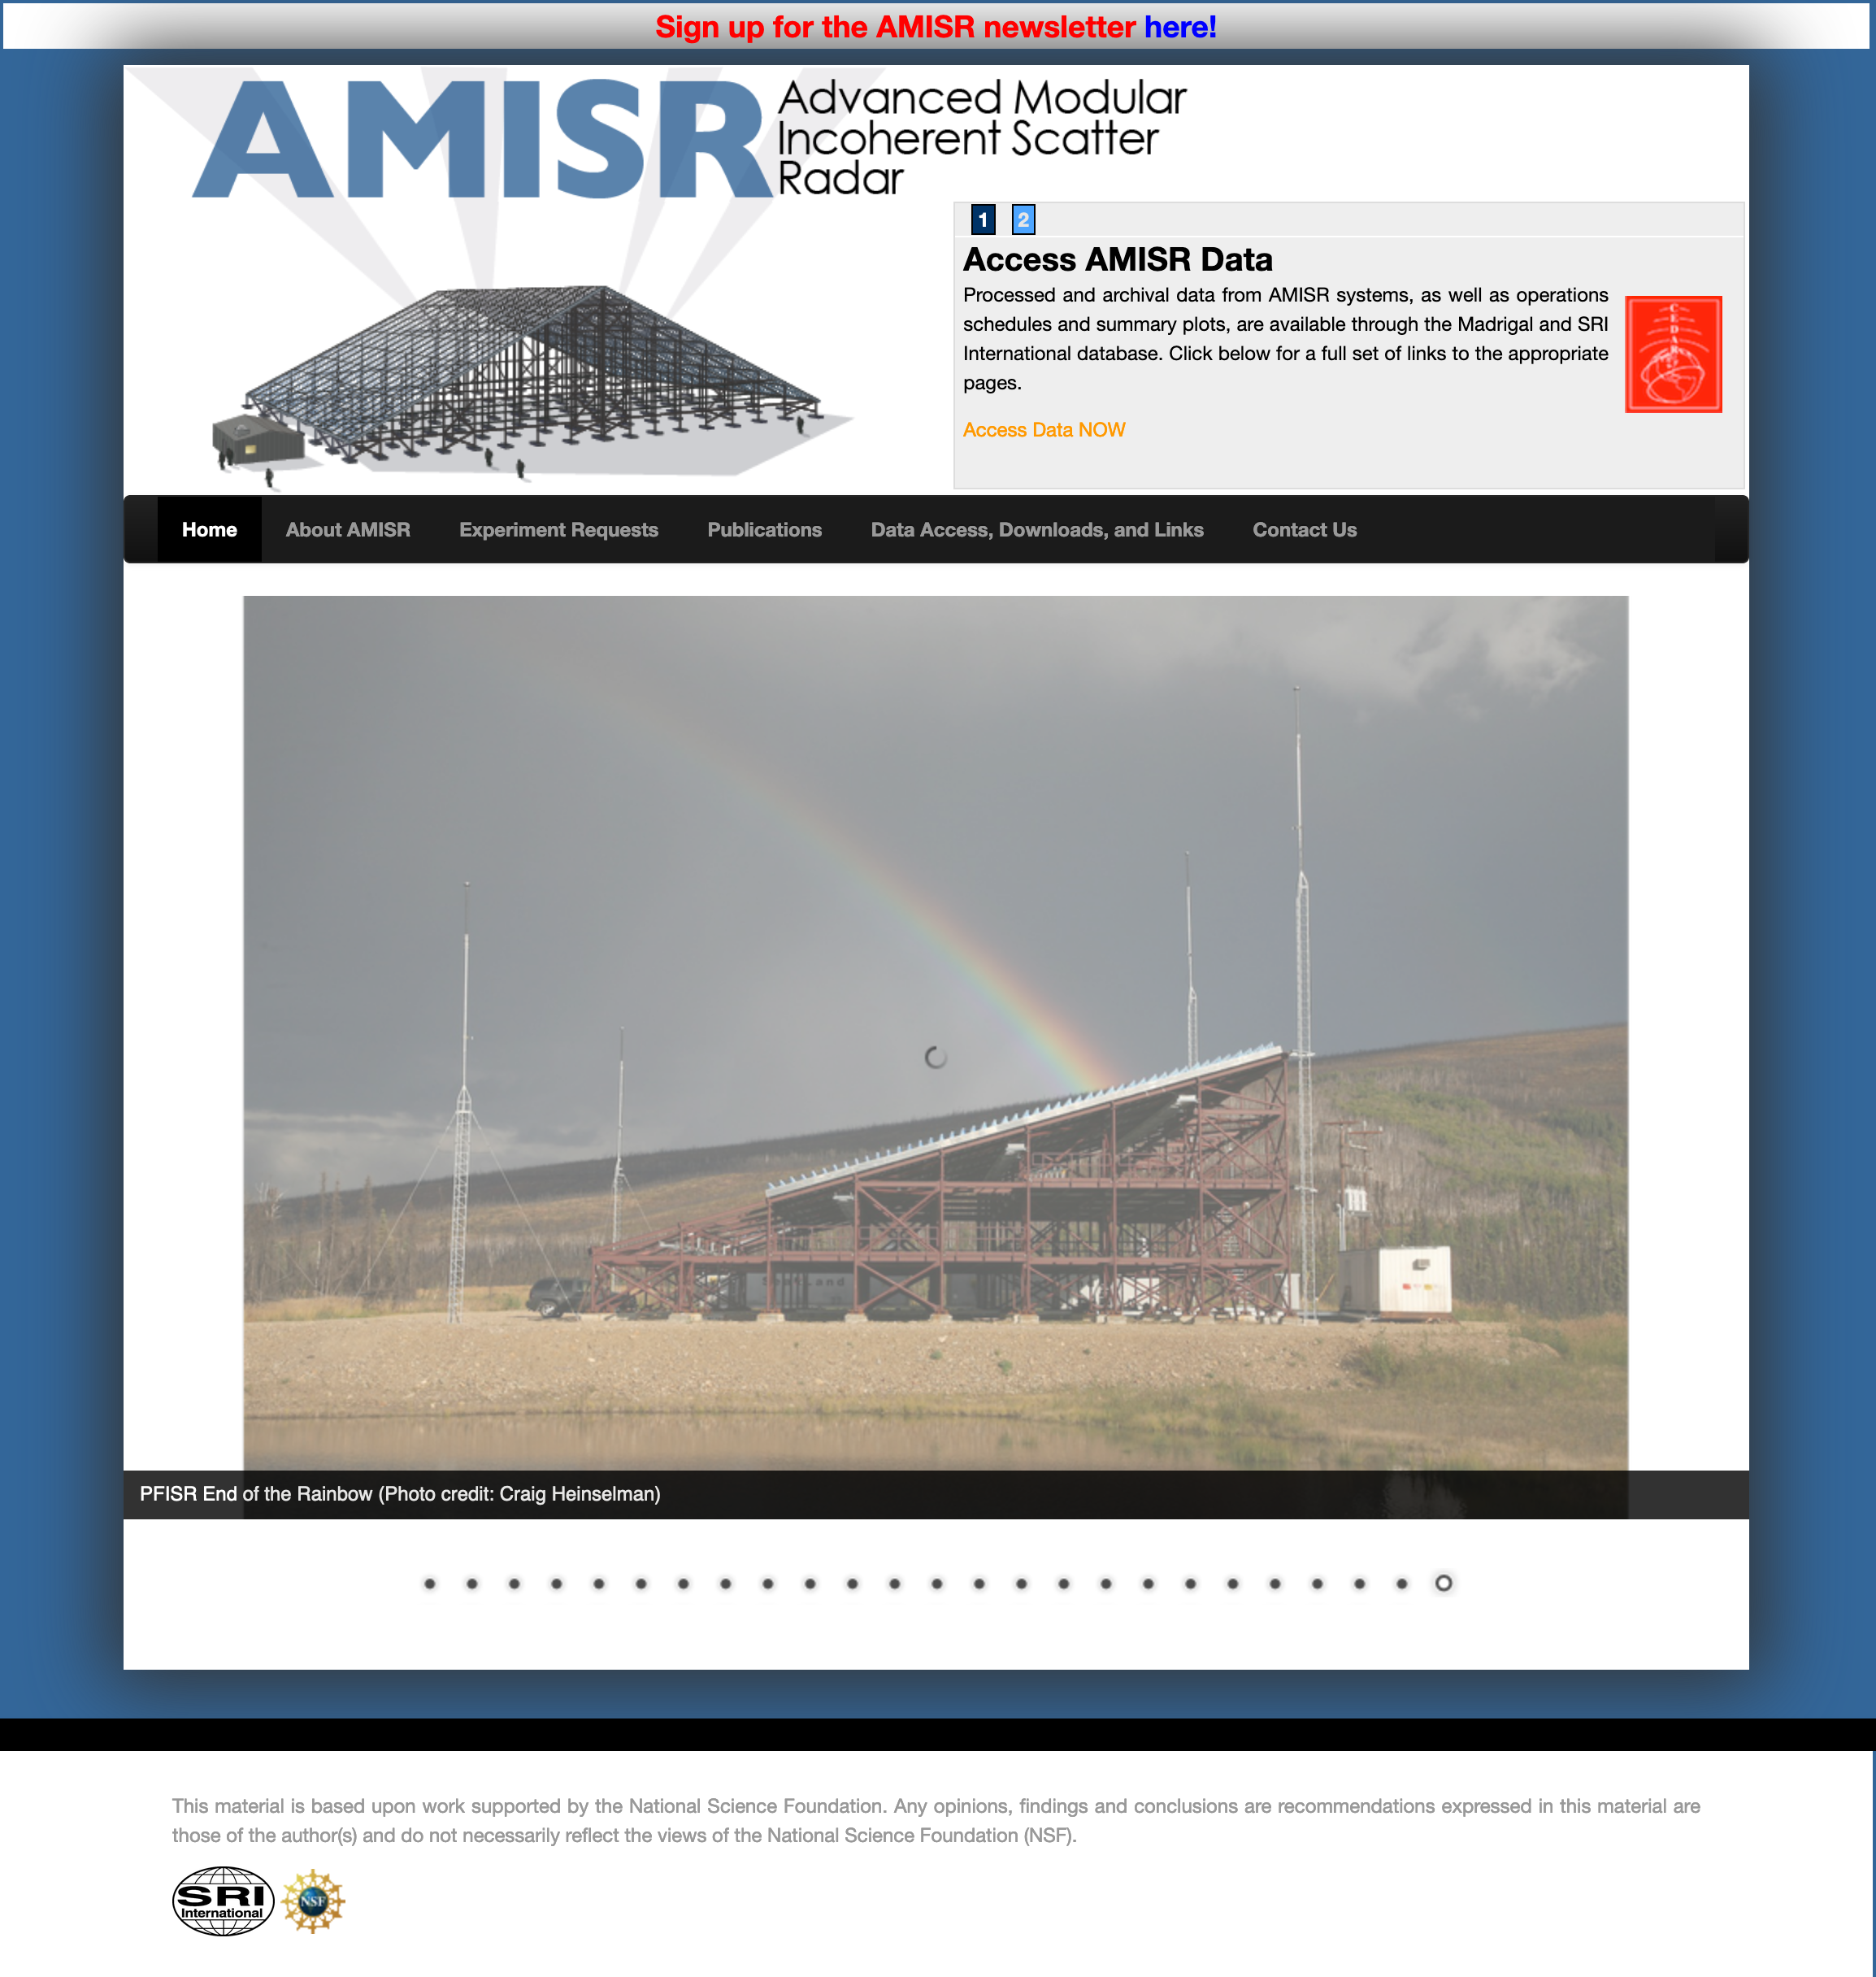 Sign up for the AMISR newsletter here!
AMISR
Advanced Modular
Incoherent Scatter
Radar
1 2
Access AMISR Data
Processed and archival data from AMISR systems, as well as operations
schedules and summary plots, are available through the Madrigal and SRI
International database. Click below for a full set of links to the appropriate
pages.
CEDAR
Access Data NOW
Home About AMISR Experiment Requests Publications Data Access, Downloads, and Links Contact Us
PFISR End of the Rainbow (Photo credit: Craig Heinselman)
This material is based upon work supported by the National Science Foundation. Any opinions, findings and conclusions are recommendations expressed in this material are
those of the author(s) and do not necessarily reflect the views of the National Science Foundation (NSF).
SRI
International
NSF